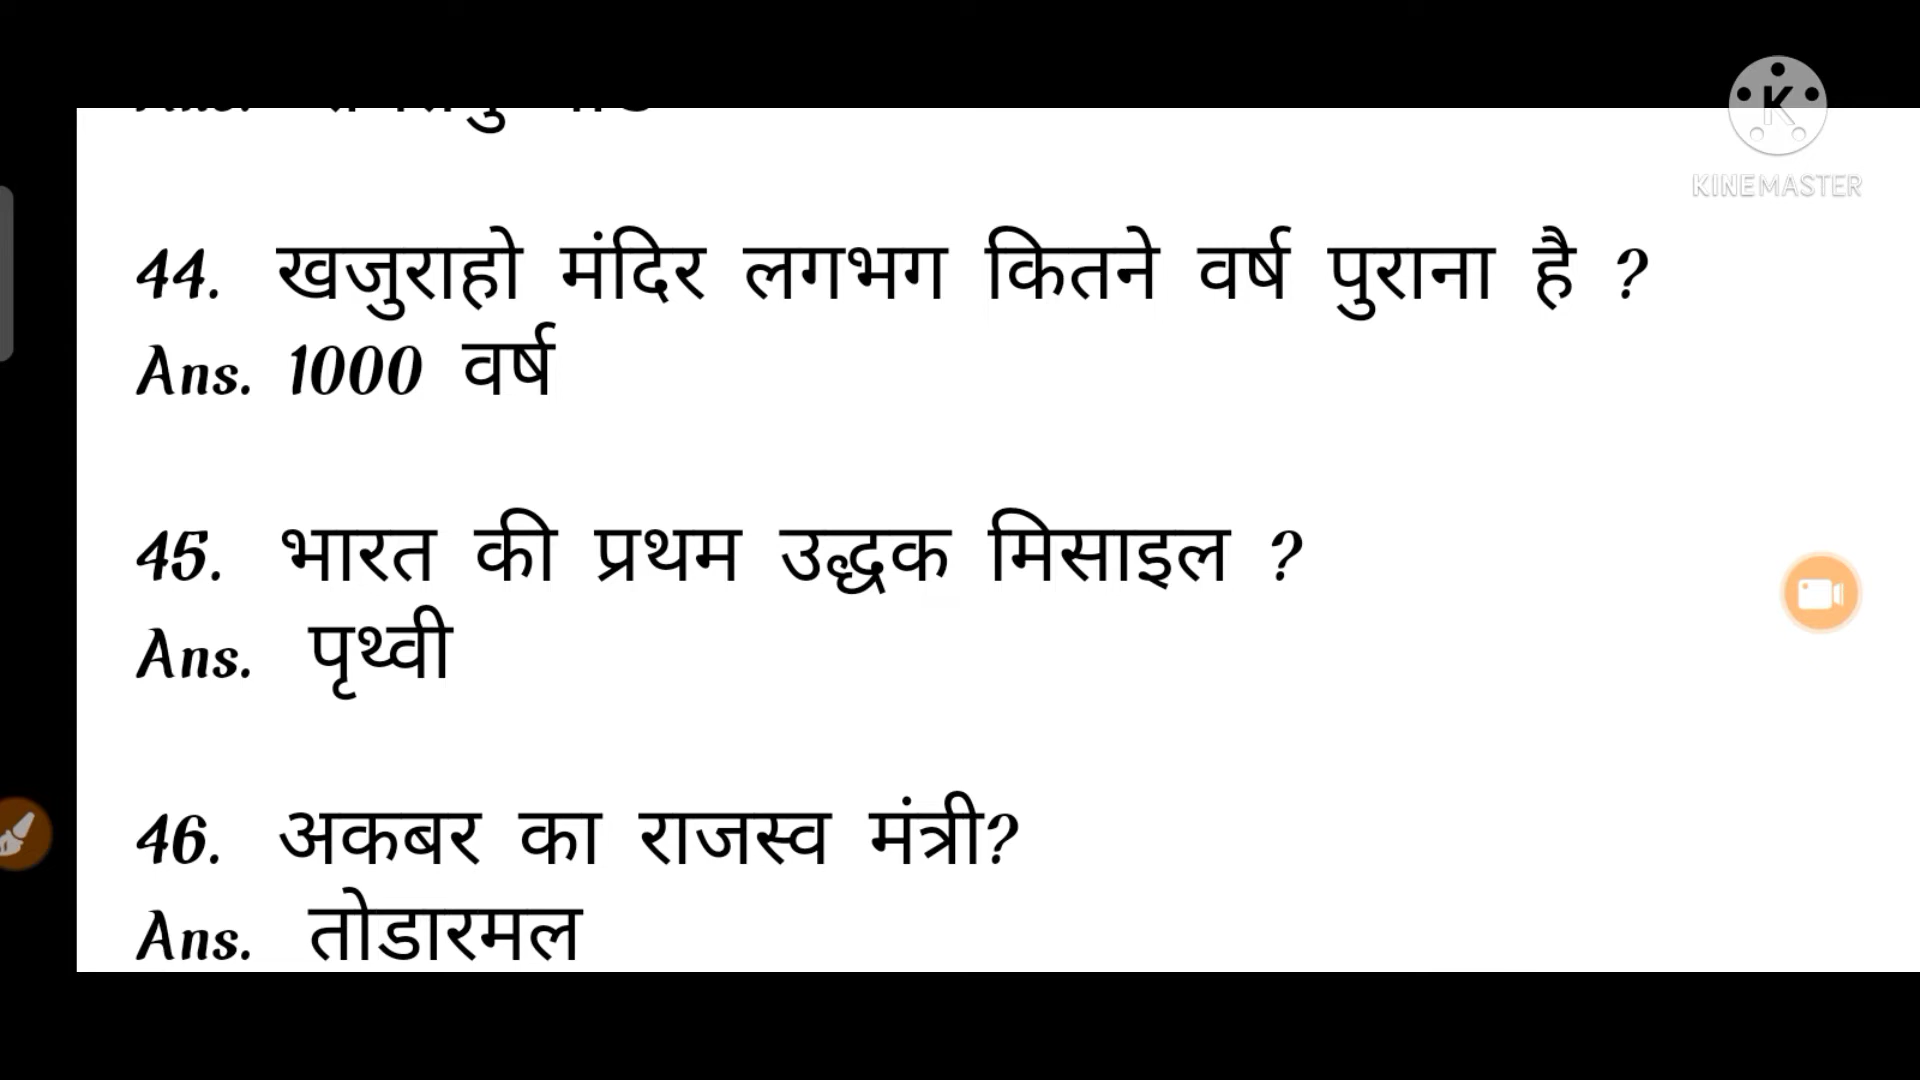 KINEMASTER
44. खजुराहो मंदिर लगभग कितने वर्ष पुराना है ?
Ans. 1000 वर्ष
45. भारत की प्रथम उद्धक मिसाइल ?
Ans. पृथ्वी
46. अकबर का राजस्व मंत्री?
Ans. तोडारमल